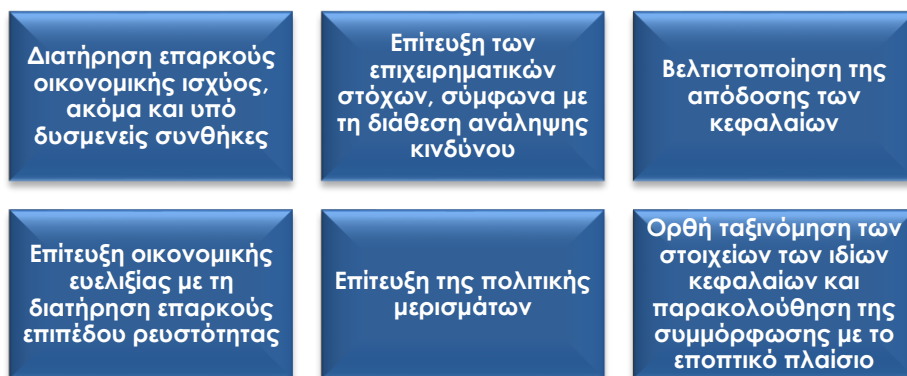 Διατήρηση επαρκούς
οικονομικής ισχύος,
ακόμα και υπό
δυσμενείς συνθήκες
Επίτευξη των
επιχειρηματικών
στόχων, σύμφωνα με
τη διάθεση ανάληψης
κινδύνου
Βελτιστοποίηση της
απόδοσης των
κεφαλαίων
Επίτευξη οικονομικής
ευελιξίας με τη
διατήρηση επαρκούς
επιπέδου ρευστότητας
Επίτευξη της πολιτικής
μερισμάτων
Ορθή ταξινόμηση των
στοιχείων των ιδίων
κεφαλαίων και
παρακολούθηση της
συμμόρφωσης με το
εποπτικό πλαίσιο